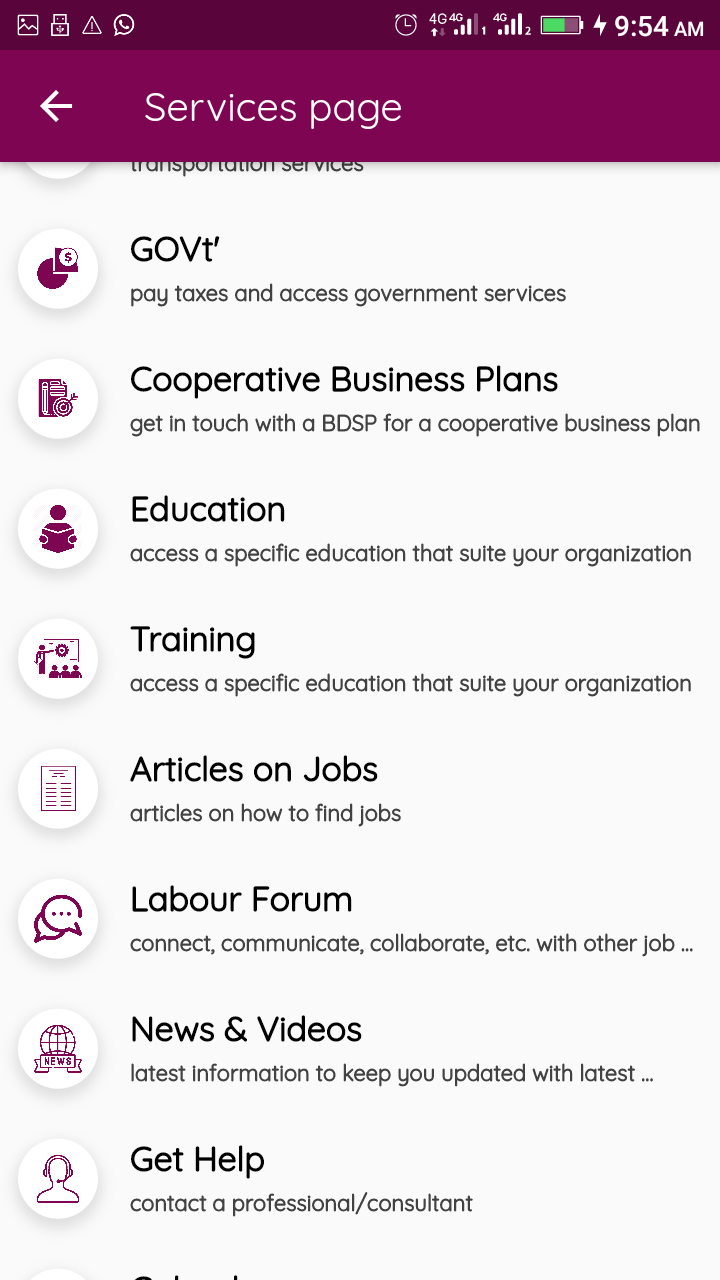 4G 4G 1 4G 2 9:54 AM
Services page
transportation services
GOVt'
pay taxes and access government services
Cooperative Business Plans
get in touch with a BDSP for a cooperative business plan
Education
access a specific education that suite your organization
Training
access a specific education that suite your organization
Articles on Jobs
articles on how to find jobs
Labour Forum
connect, communicate, collaborate, etc. with other job ...
News & Videos
latest information to keep you updated with latest ...
NEWS
Get Help
contact a professional/consultant